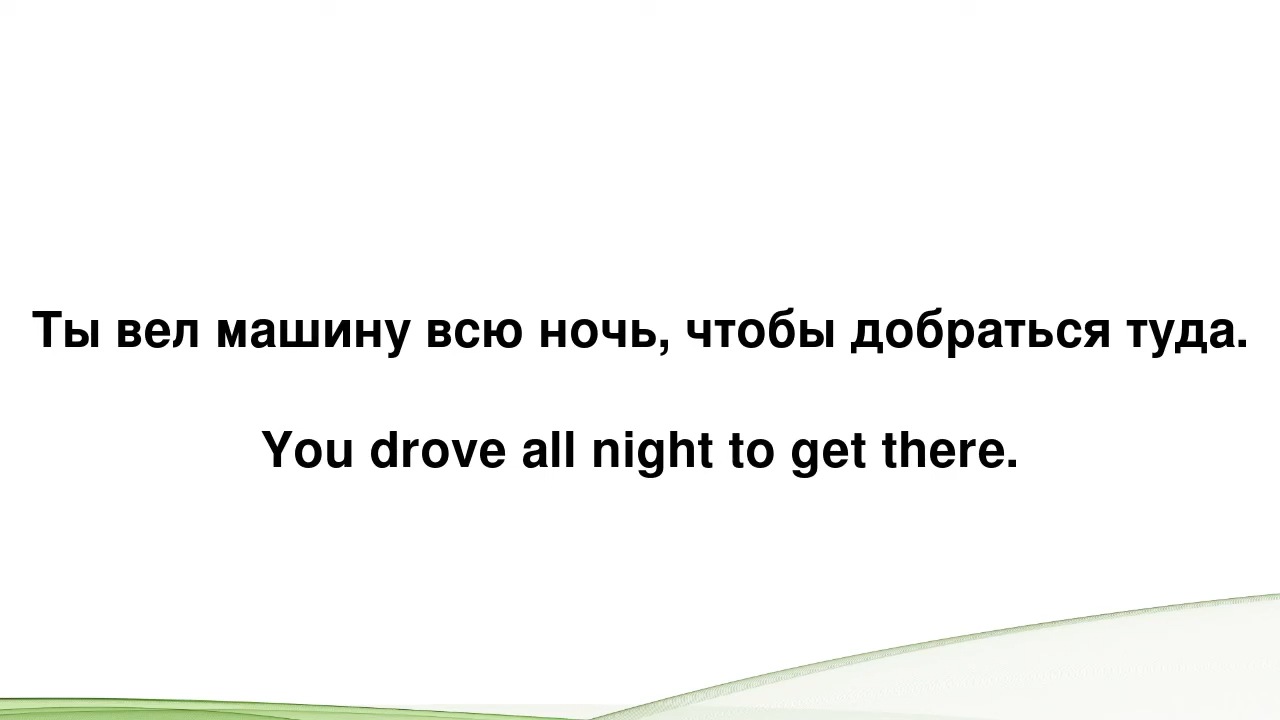 Ты вел машину всю ночь, чтобы добраться туда.
You drove all night to get there.